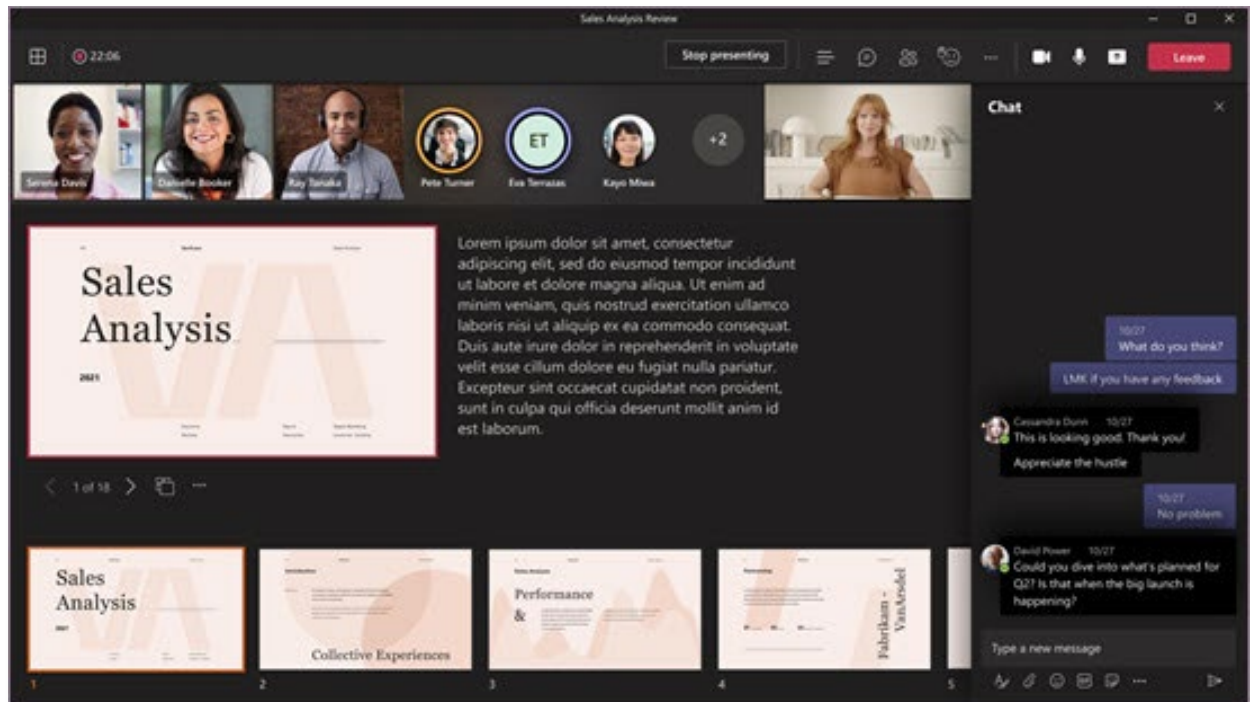 Sales Analysis Review
22:06
Stop presenting
Leave
Serena Davis
Danielle Booker
Ray Tanaka
Pete Turner
ET
Eva Terrazas
Kayo Miwa
+2
Sales
Analysis
2021
Lorem ipsum dolor sit amet, consectetur
adipiscing elit, sed do eiusmod tempor incididunt
ut labore et dolore magna aliqua. Ut enim ad
minim veniam, quis nostrud exercitation ullamco
laboris nisi ut aliquip ex ea commodo consequat.
Duis aute irure dolor in reprehenderit in voluptate
velit esse cillum dolore eu fugiat nulla pariatur.
Excepteur sint occaecat cupidatat non proident,
sunt in culpa qui officia deserunt mollit anim id
est laborum.
1 of 18
Sales
Analysis
1
Introduction
Collective Experiences
2
Sales Analysis
Performance
&
3
Fabrikam -
VanArsdel
4
5
Chat
10/27
What do you think?
LMK if you have any feedback
Cassandra Dunn 10/27
This is looking good. Thank you!
Appreciate the hustle
10/27
No problem
David Power 10/27
Could you dive into what's planned for
Q2? Is that when the big launch is
happening?
Type a new message
GIF